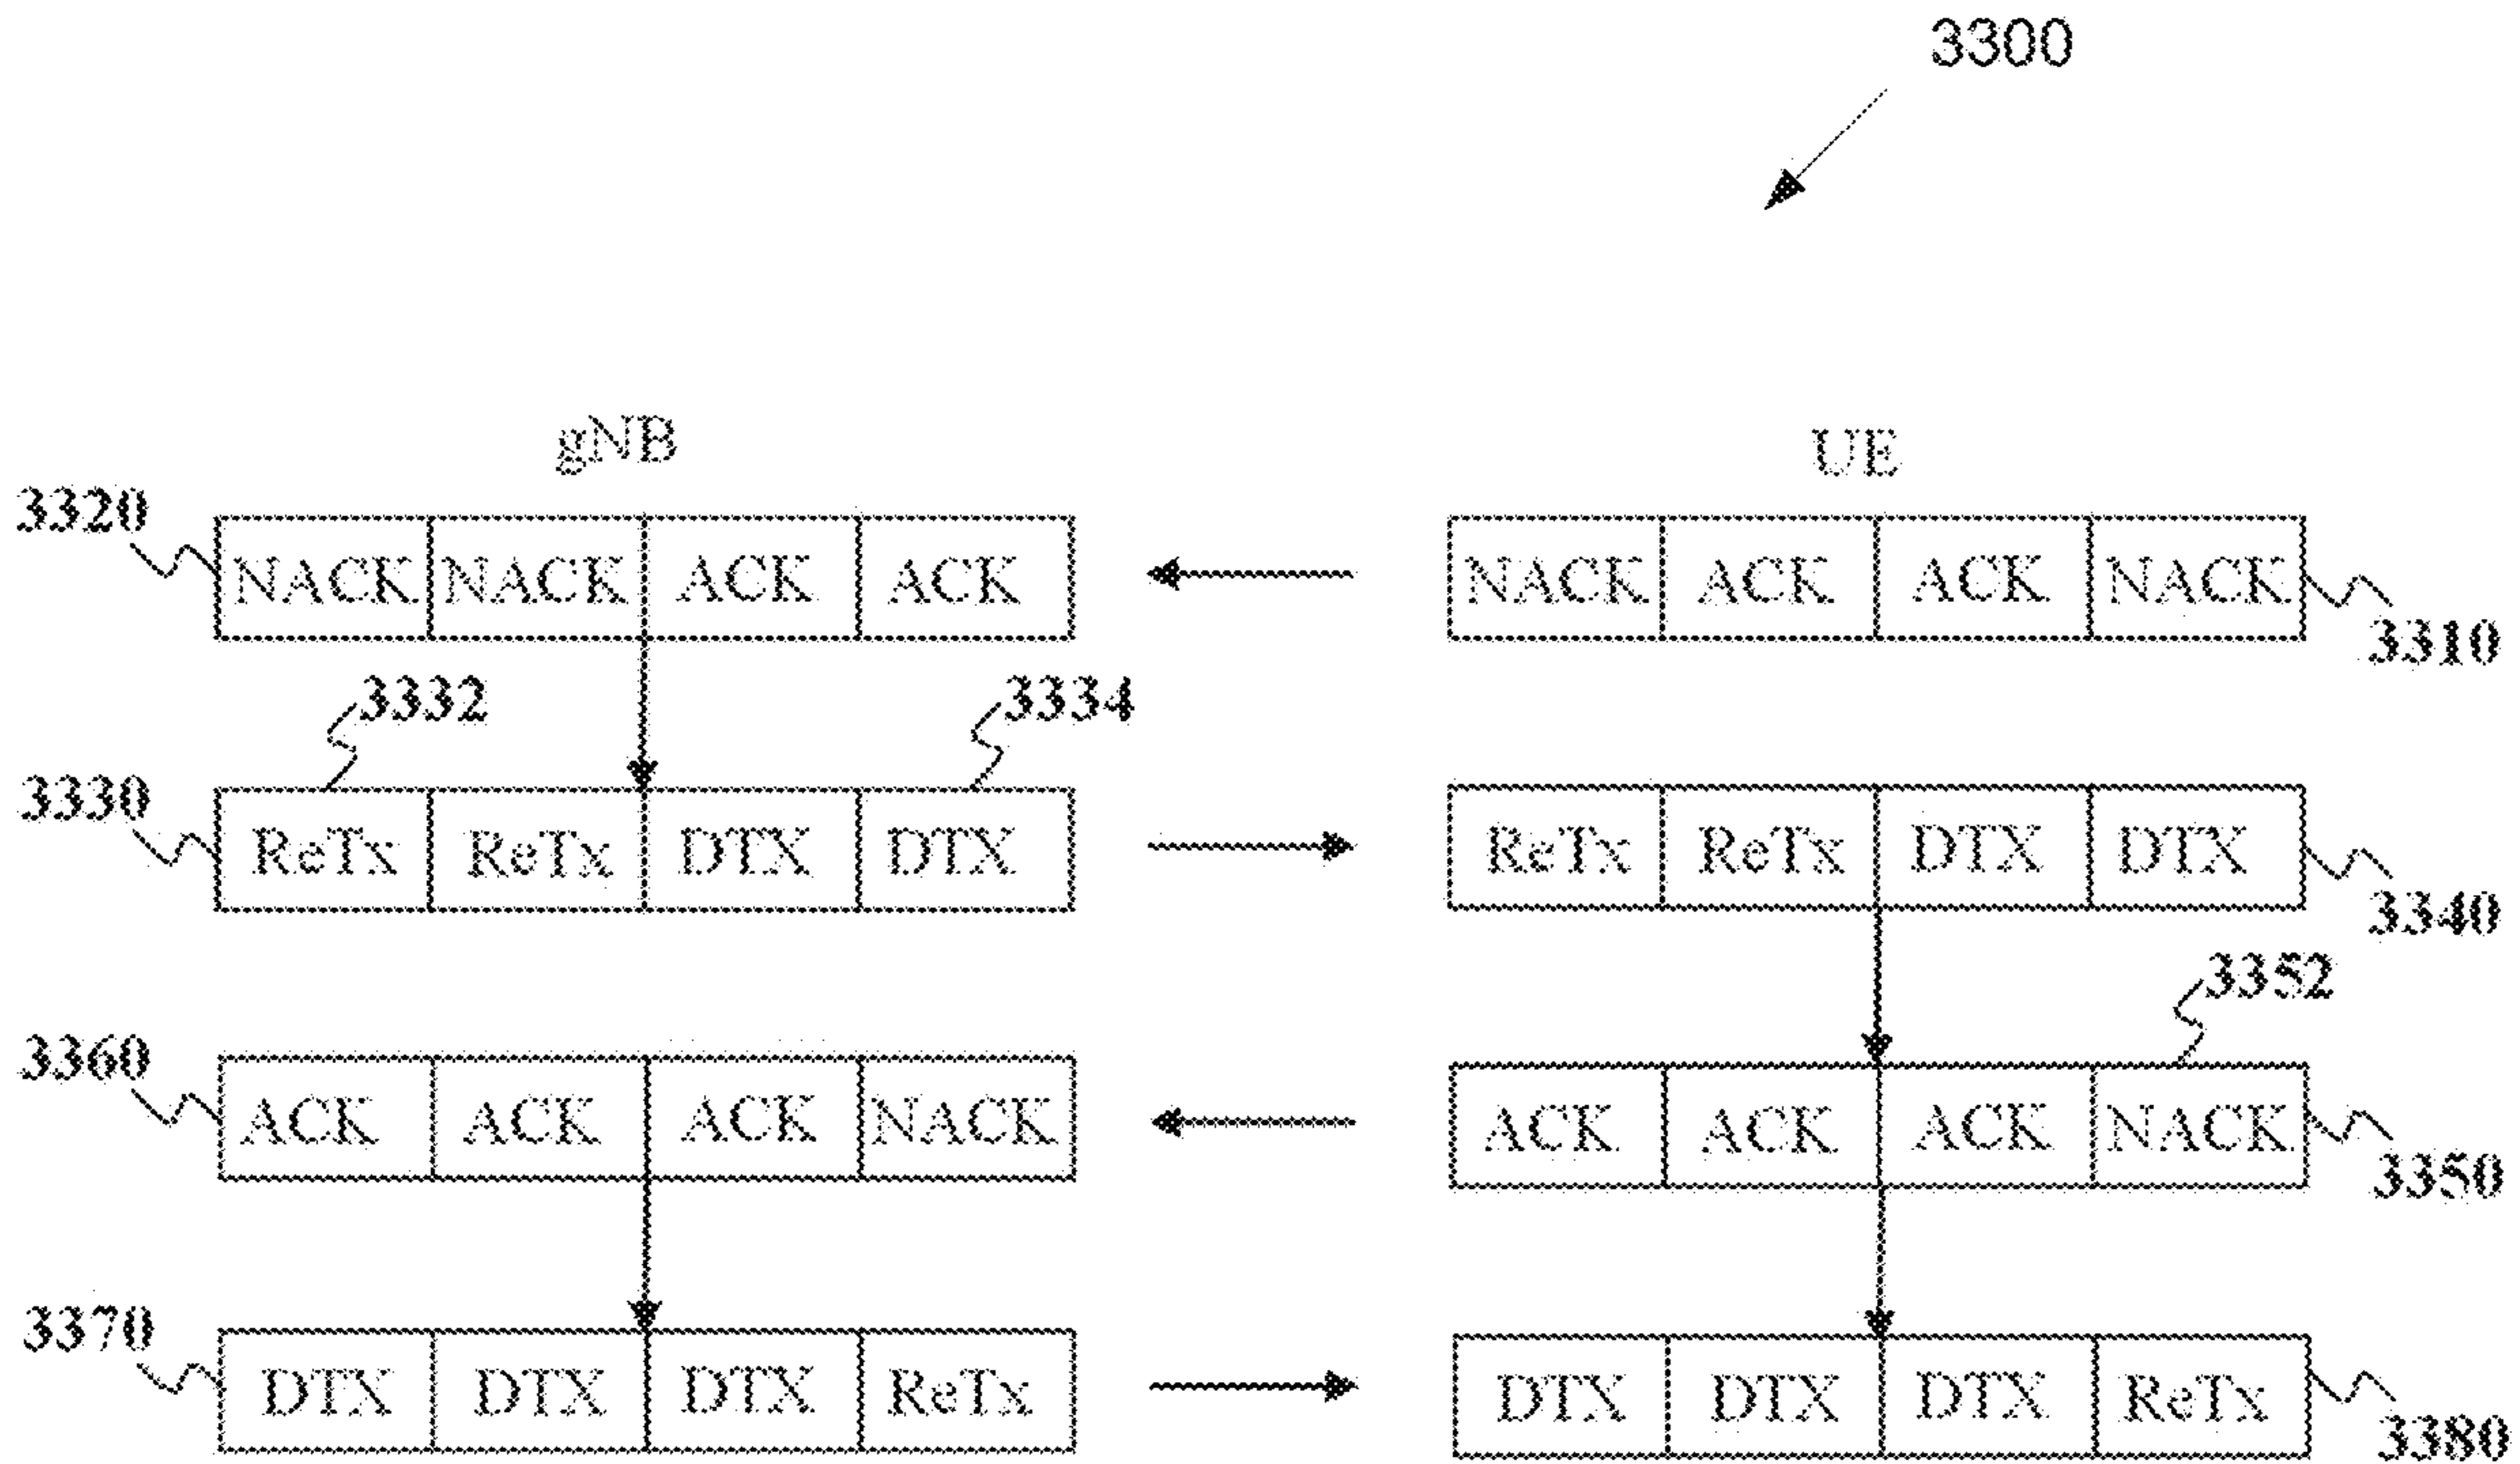 3300
gNB
UE
3320
NACK NACK ACK ACK
NACK ACK ACK NACK
3310
3332
3334
3330
ReTx ReTx DTX DTX
ReTx ReTx DTX DTX
3340
3352
3360
ACK ACK ACK NACK
ACK ACK ACK NACK
3350
3370
DTX DTX DTX ReTx
DTX DTX DTX ReTx
3380